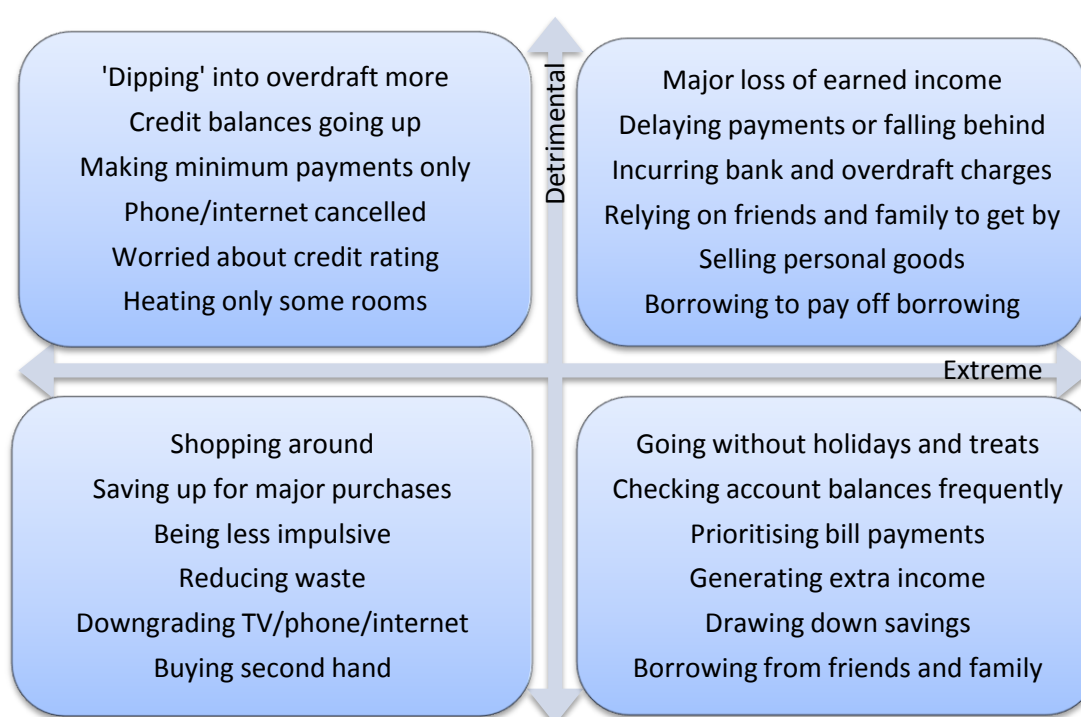 'Dipping' into overdraft more
Credit balances going up
Making minimum payments only
Phone/internet cancelled
Worried about credit rating
Heating only some rooms
Detrimental
Major loss of earned income
Delaying payments or falling behind
Incurring bank and overdraft charges
Relying on friends and family to get by
Selling personal goods
Borrowing to pay off borrowing
Extreme
Shopping around
Saving up for major purchases
Being less impulsive
Reducing waste
Downgrading TV/phone/internet
Buying second hand
Going without holidays and treats
Checking account balances frequently
Prioritising bill payments
Generating extra income
Drawing down savings
Borrowing from friends and family